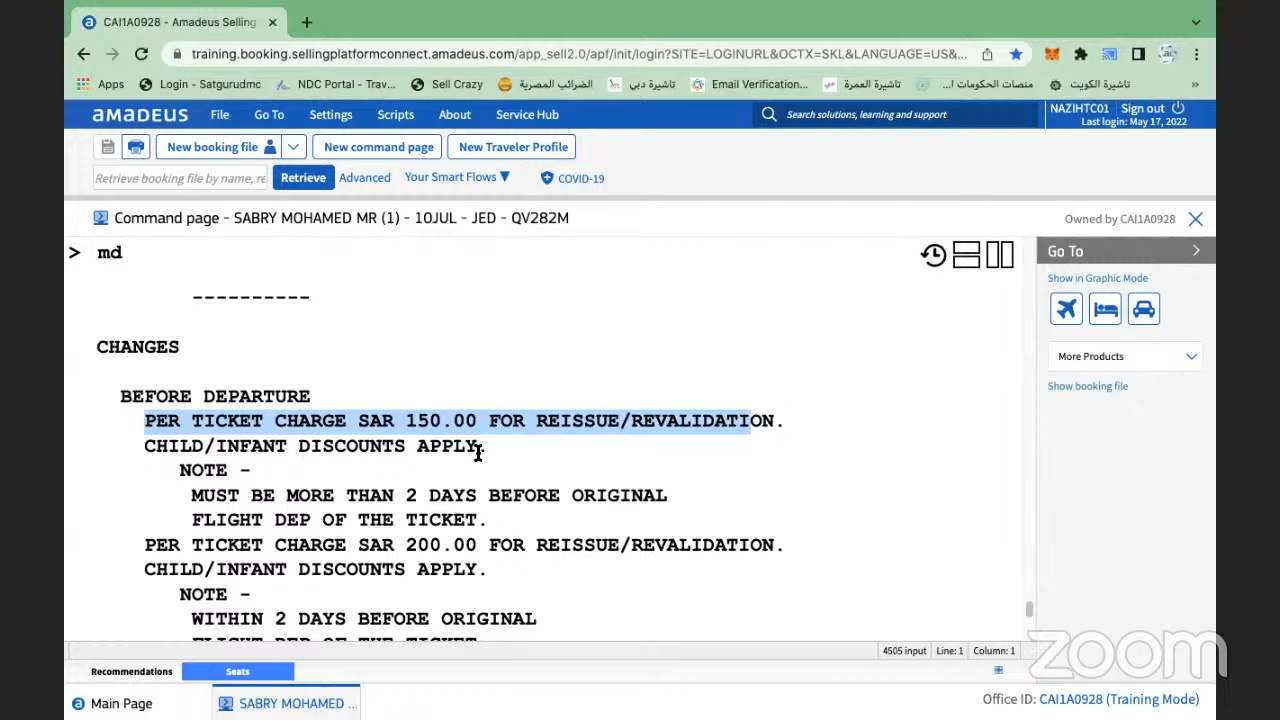 CAI1A0928 - Amadeus Selling
training.booking.sellingplatformconnect.amadeus.com/app_sell2.0/apf/init/login?SITE=LOGINURL&OCTX=SKL&LANGUAGE=US&...
Apps Login - Satgurudmc NDC Portal - Trav... Sell Crazy الضرائب المصرية تاشيرة دبي Email Verification... تاشيرة العمرة منصات الحكومات ا... تاشيرة الكويت »
amadeus File Go To Settings Scripts About Service Hub Search solutions, learning and support NAZIHTC01 Sign out
Last login: May 17, 2022
New booking file New command page New Traveler Profile
Retrieve booking file by name, re Retrieve Advanced Your Smart Flows COVID-19
Command page - SABRY MOHAMED MR (1) - 10JUL - JED - QV282M Owned by CAI1A0928
> md
Go To
Show in Graphic Mode
----------
CHANGES
More Products
Show booking file
BEFORE DEPARTURE
PER TICKET CHARGE SAR 150.00 FOR REISSUE/REVALIDATION.
CHILD/INFANT DISCOUNTS APPLY.
NOTE -
MUST BE MORE THAN 2 DAYS BEFORE ORIGINAL
FLIGHT DEP OF THE TICKET.
PER TICKET CHARGE SAR 200.00 FOR REISSUE/REVALIDATION.
CHILD/INFANT DISCOUNTS APPLY.
NOTE -
WITHIN 2 DAYS BEFORE ORIGINAL
FLIGHT DEP OF THE TICKET
4505 input Line: 1 Column: 1
zoom
Recommendations Seats
Main Page SABRY MOHAMED ... Office ID: CAI1A0928 (Training Mode)